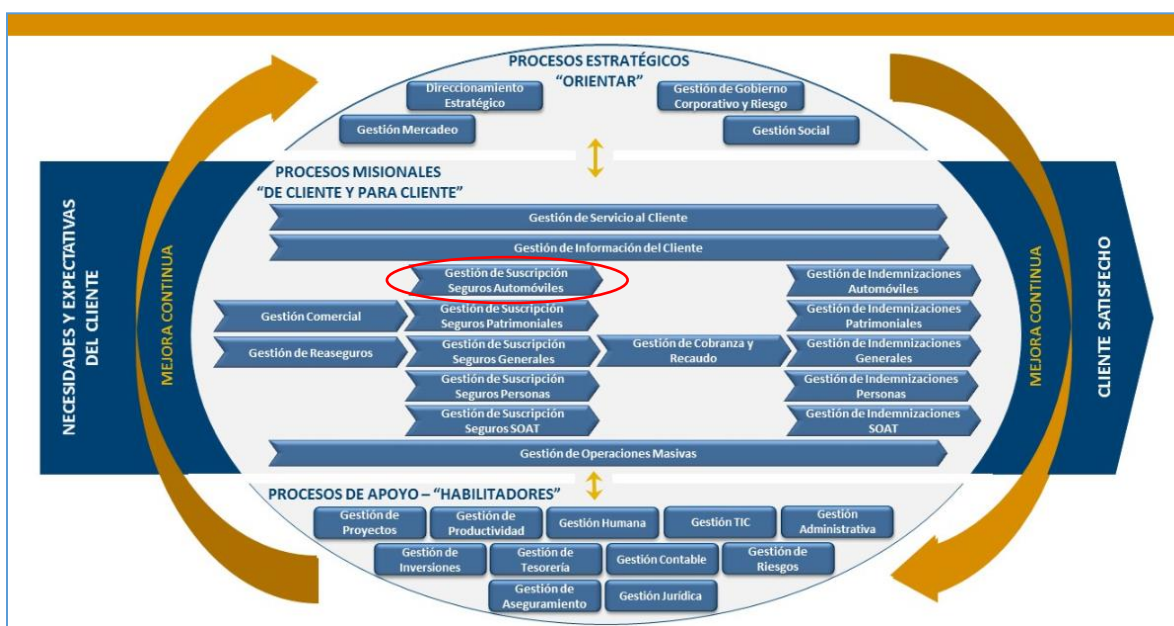 PROCESOS ESTRATÉGICOS
“ORIENTAR”
Direccionamiento
Estratégico
Gestión de Gobierno
Corporativo y Riesgo
Gestión Mercadeo
Gestión Social
NECESIDADES Y EXPECTATIVAS
DEL CLIENTE
MEJORA CONTINUA
PROCESOS MISIONALES
“DE CLIENTE Y PARA CLIENTE”
Gestión de Servicio al Cliente
Gestión de Información del Cliente
Gestión de Suscripción
Seguros Automóviles
Gestión de Indemnizaciones
Automóviles
Gestión Comercial
Gestión de Suscripción
Seguros Patrimoniales
Gestión de Indemnizaciones
Patrimoniales
Gestión de Reaseguros
Gestión de Suscripción
Seguros Generales
Gestión de Cobranza y
Recaudo
Gestión de Indemnizaciones
Generales
Gestión de Suscripción
Seguros Personas
Gestión de Indemnizaciones
Personas
Gestión de Suscripción
Seguros SOAT
Gestión de Indemnizaciones
SOAT
Gestión de Operaciones Masivas
MEJORA CONTINUA
CLIENTE SATISFECHO
PROCESOS DE APOYO – “HABILITADORES”
Gestión de
Proyectos
Gestión de
Productividad
Gestión Humana
Gestión TIC
Gestión
Administrativa
Gestión de
Inversiones
Gestión de
Tesorería
Gestión Contable
Gestión de
Riesgos
Gestión de
Aseguramiento
Gestión Jurídica